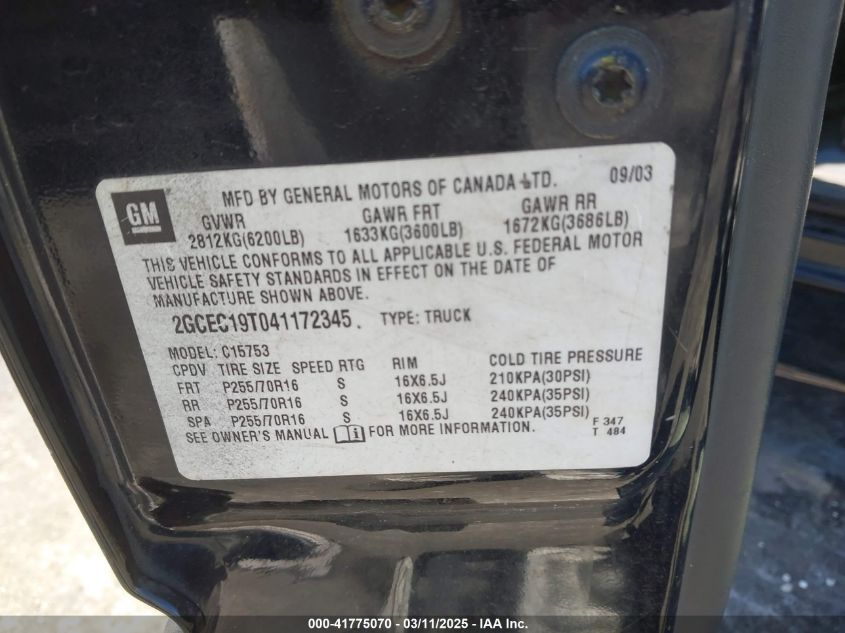 GM
MFD BY GENERAL MOTORS OF CANADA LTD. 09/03
GVWR GAWR FRT GAWR RR
2812KG(6200LB) 1633KG(3600LB) 1672KG(3686LB)
THIS VEHICLE CONFORMS TO ALL APPLICABLE U.S. FEDERAL MOTOR
VEHICLE SAFETY STANDARDS IN EFFECT ON THE DATE OF
MANUFACTURE SHOWN ABOVE.
2GCEC19T041172345. TYPE: TRUCK
MODEL: C15753
CPDV TIRE SIZE SPEED RTG RIM COLD TIRE PRESSURE
FRT P255/70R16 S 16X6.5J 210KPA(30PSI)
RR P255/70R16 S 16X6.5J 240KPA(35PSI)
SPA P255/70R16 S 16X6.5J 240KPA(35PSI)
SEE OWNER'S MANUAL FOR MORE INFORMATION.
F 347
T 484
000-41775070 - 03/11/2025 - IAA Inc.